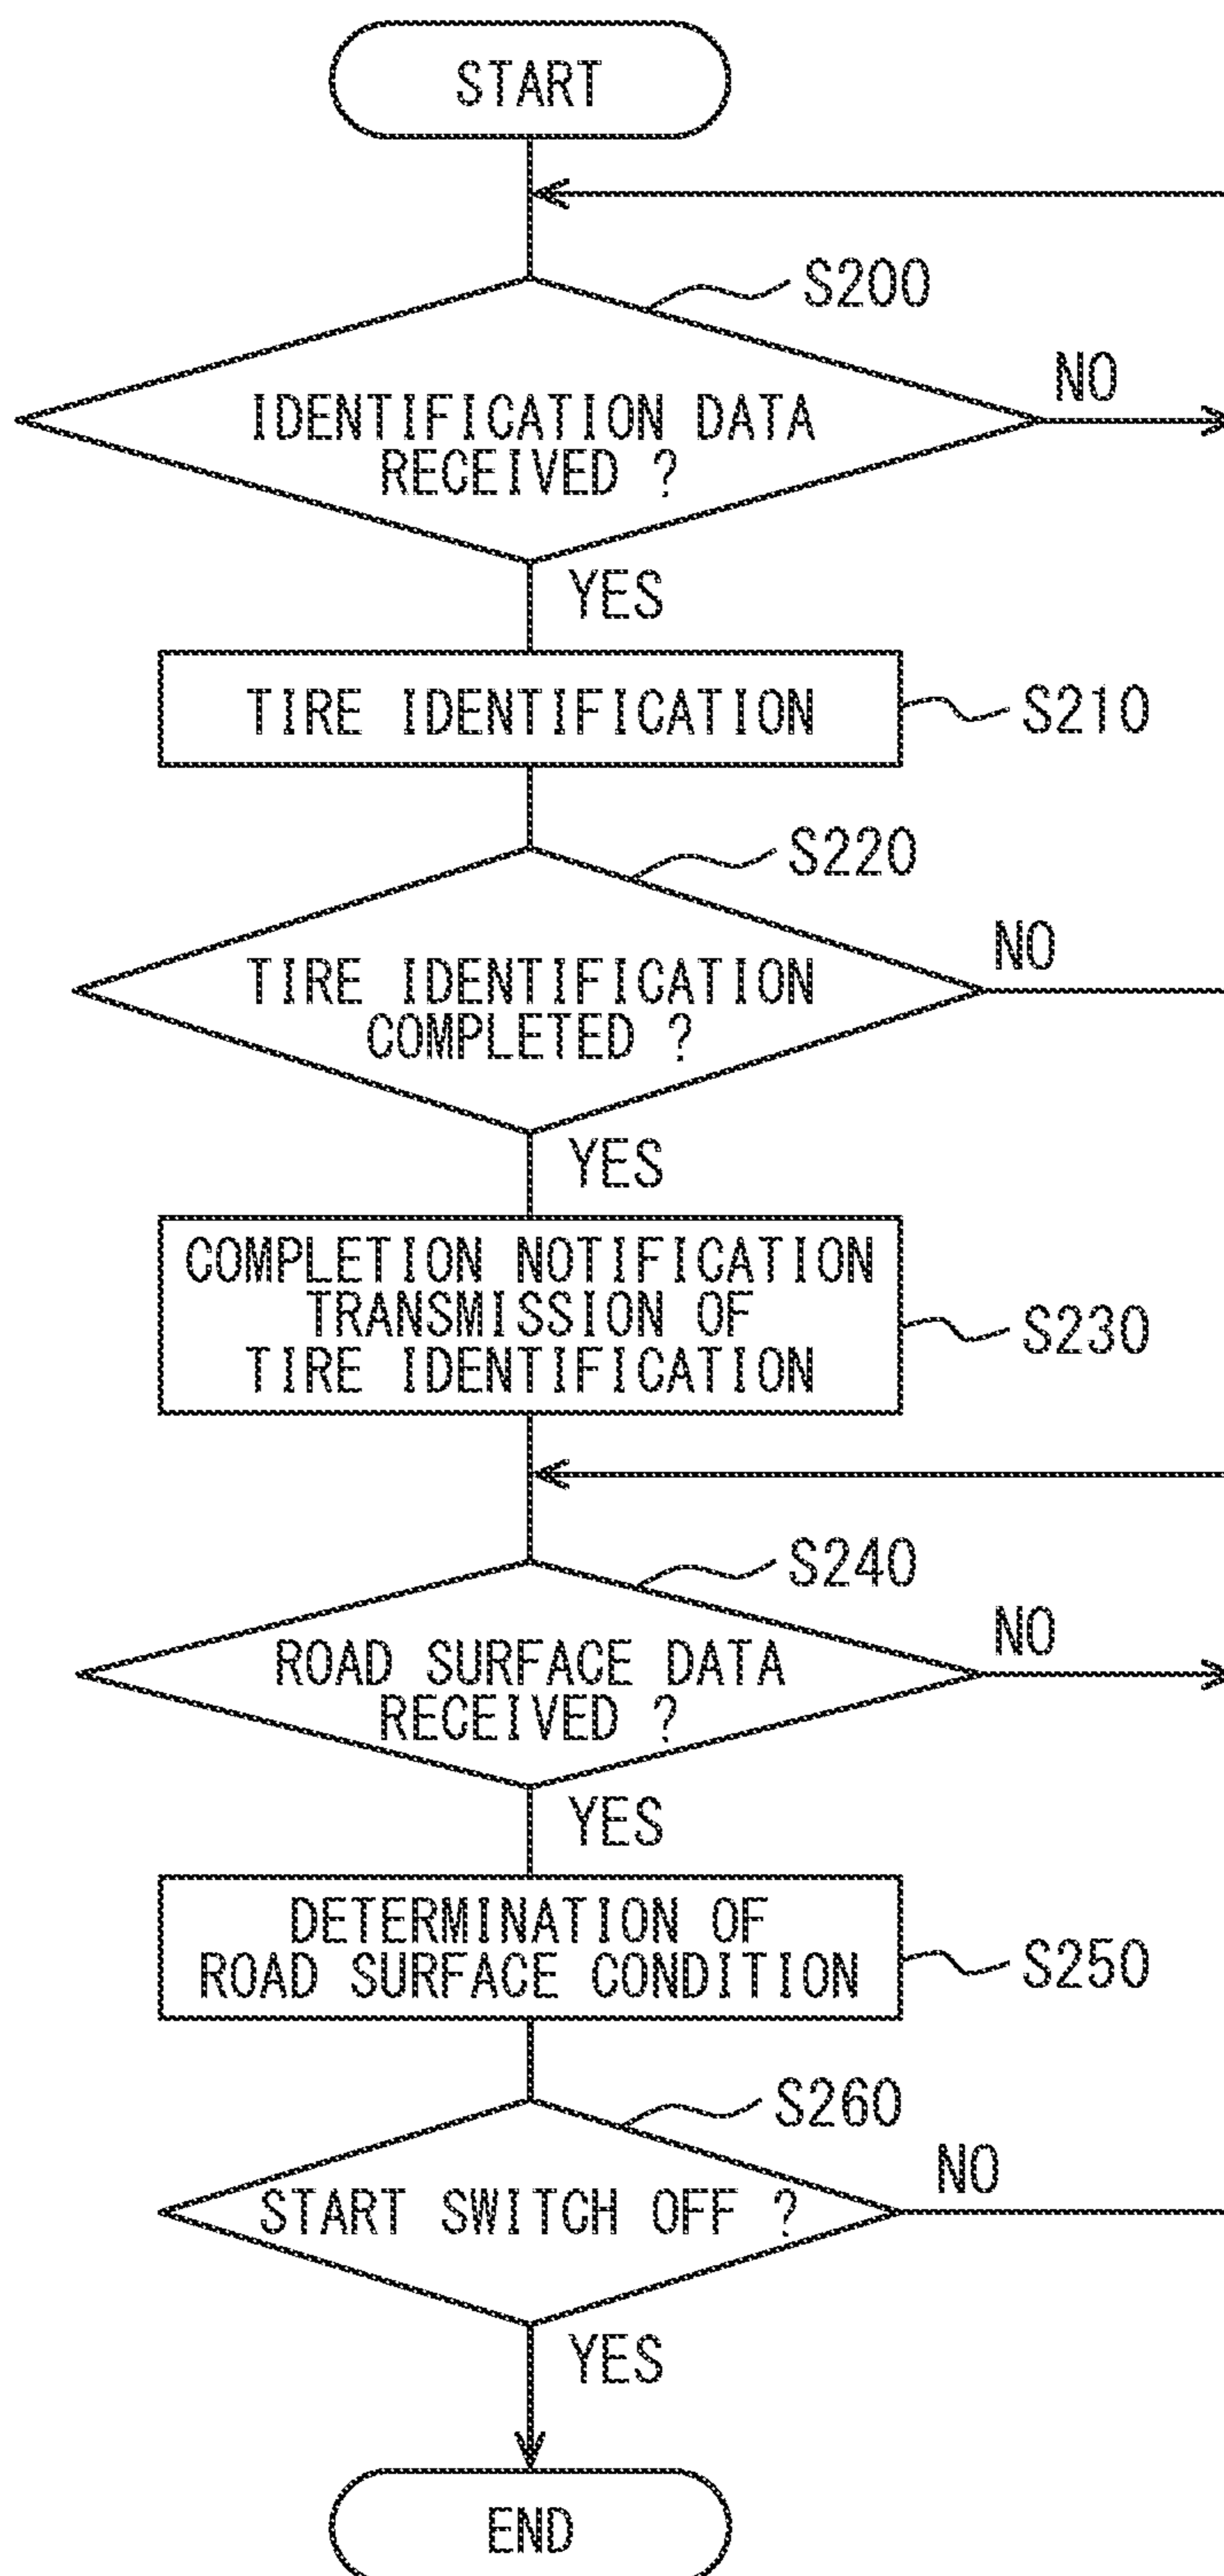 START
S200
NO
IDENTIFICATION DATA
RECEIVED ?
YES
TIRE IDENTIFICATION
S210
S220
NO
TIRE IDENTIFICATION
COMPLETED ?
YES
COMPLETION NOTIFICATION
TRANSMISSION OF
TIRE IDENTIFICATION
S230
S240
NO
ROAD SURFACE DATA
RECEIVED ?
YES
DETERMINATION OF
ROAD SURFACE CONDITION
S250
S260
NO
START SWITCH OFF ?
YES
END